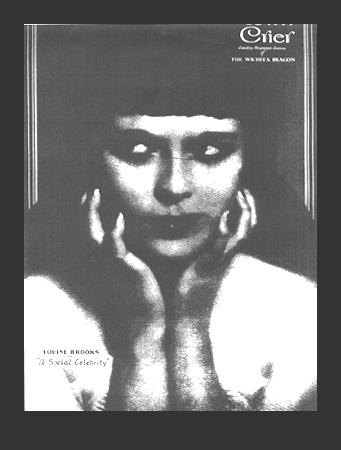 Crier
Sunday Magazine Section
of
THE WICHITA BEACON
LOUISE BROOKS
"A Social Celebrity"